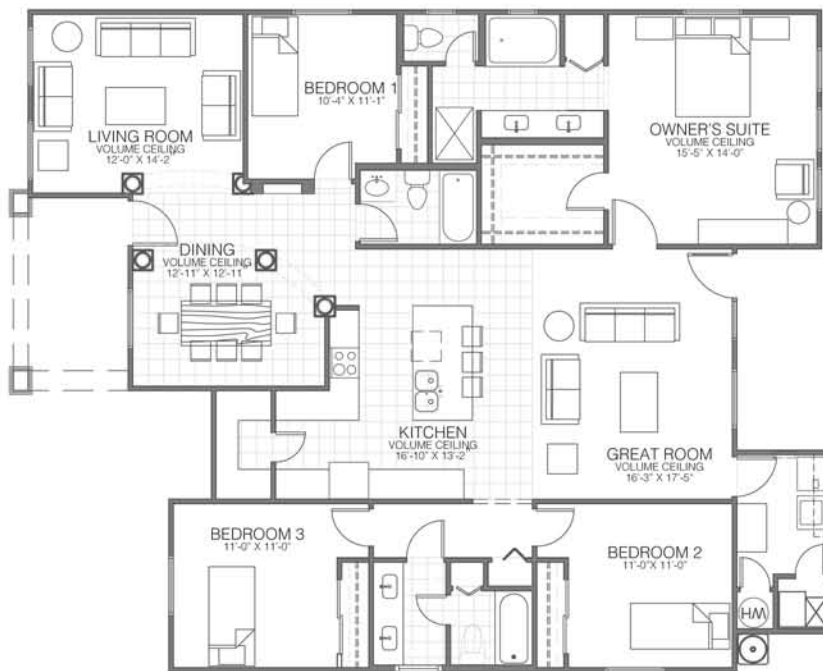 BEDROOM 1
10'-4" X 11'-1"
LIVING ROOM
VOLUME CEILING
12'-0" X 14'-2
OWNER'S SUITE
VOLUME CEILING
15'-5" X 14'-0"
DINING
VOLUME CEILING
12'-11" X 12'-11
KITCHEN
VOLUME CEILING
16'-10" X 13'-2"
GREAT ROOM
VOLUME CEILING
16'-3" X 17'-5"
BEDROOM 3
11'-0" X 11'-0"
BEDROOM 2
11'-0"X 11'-0"
WH